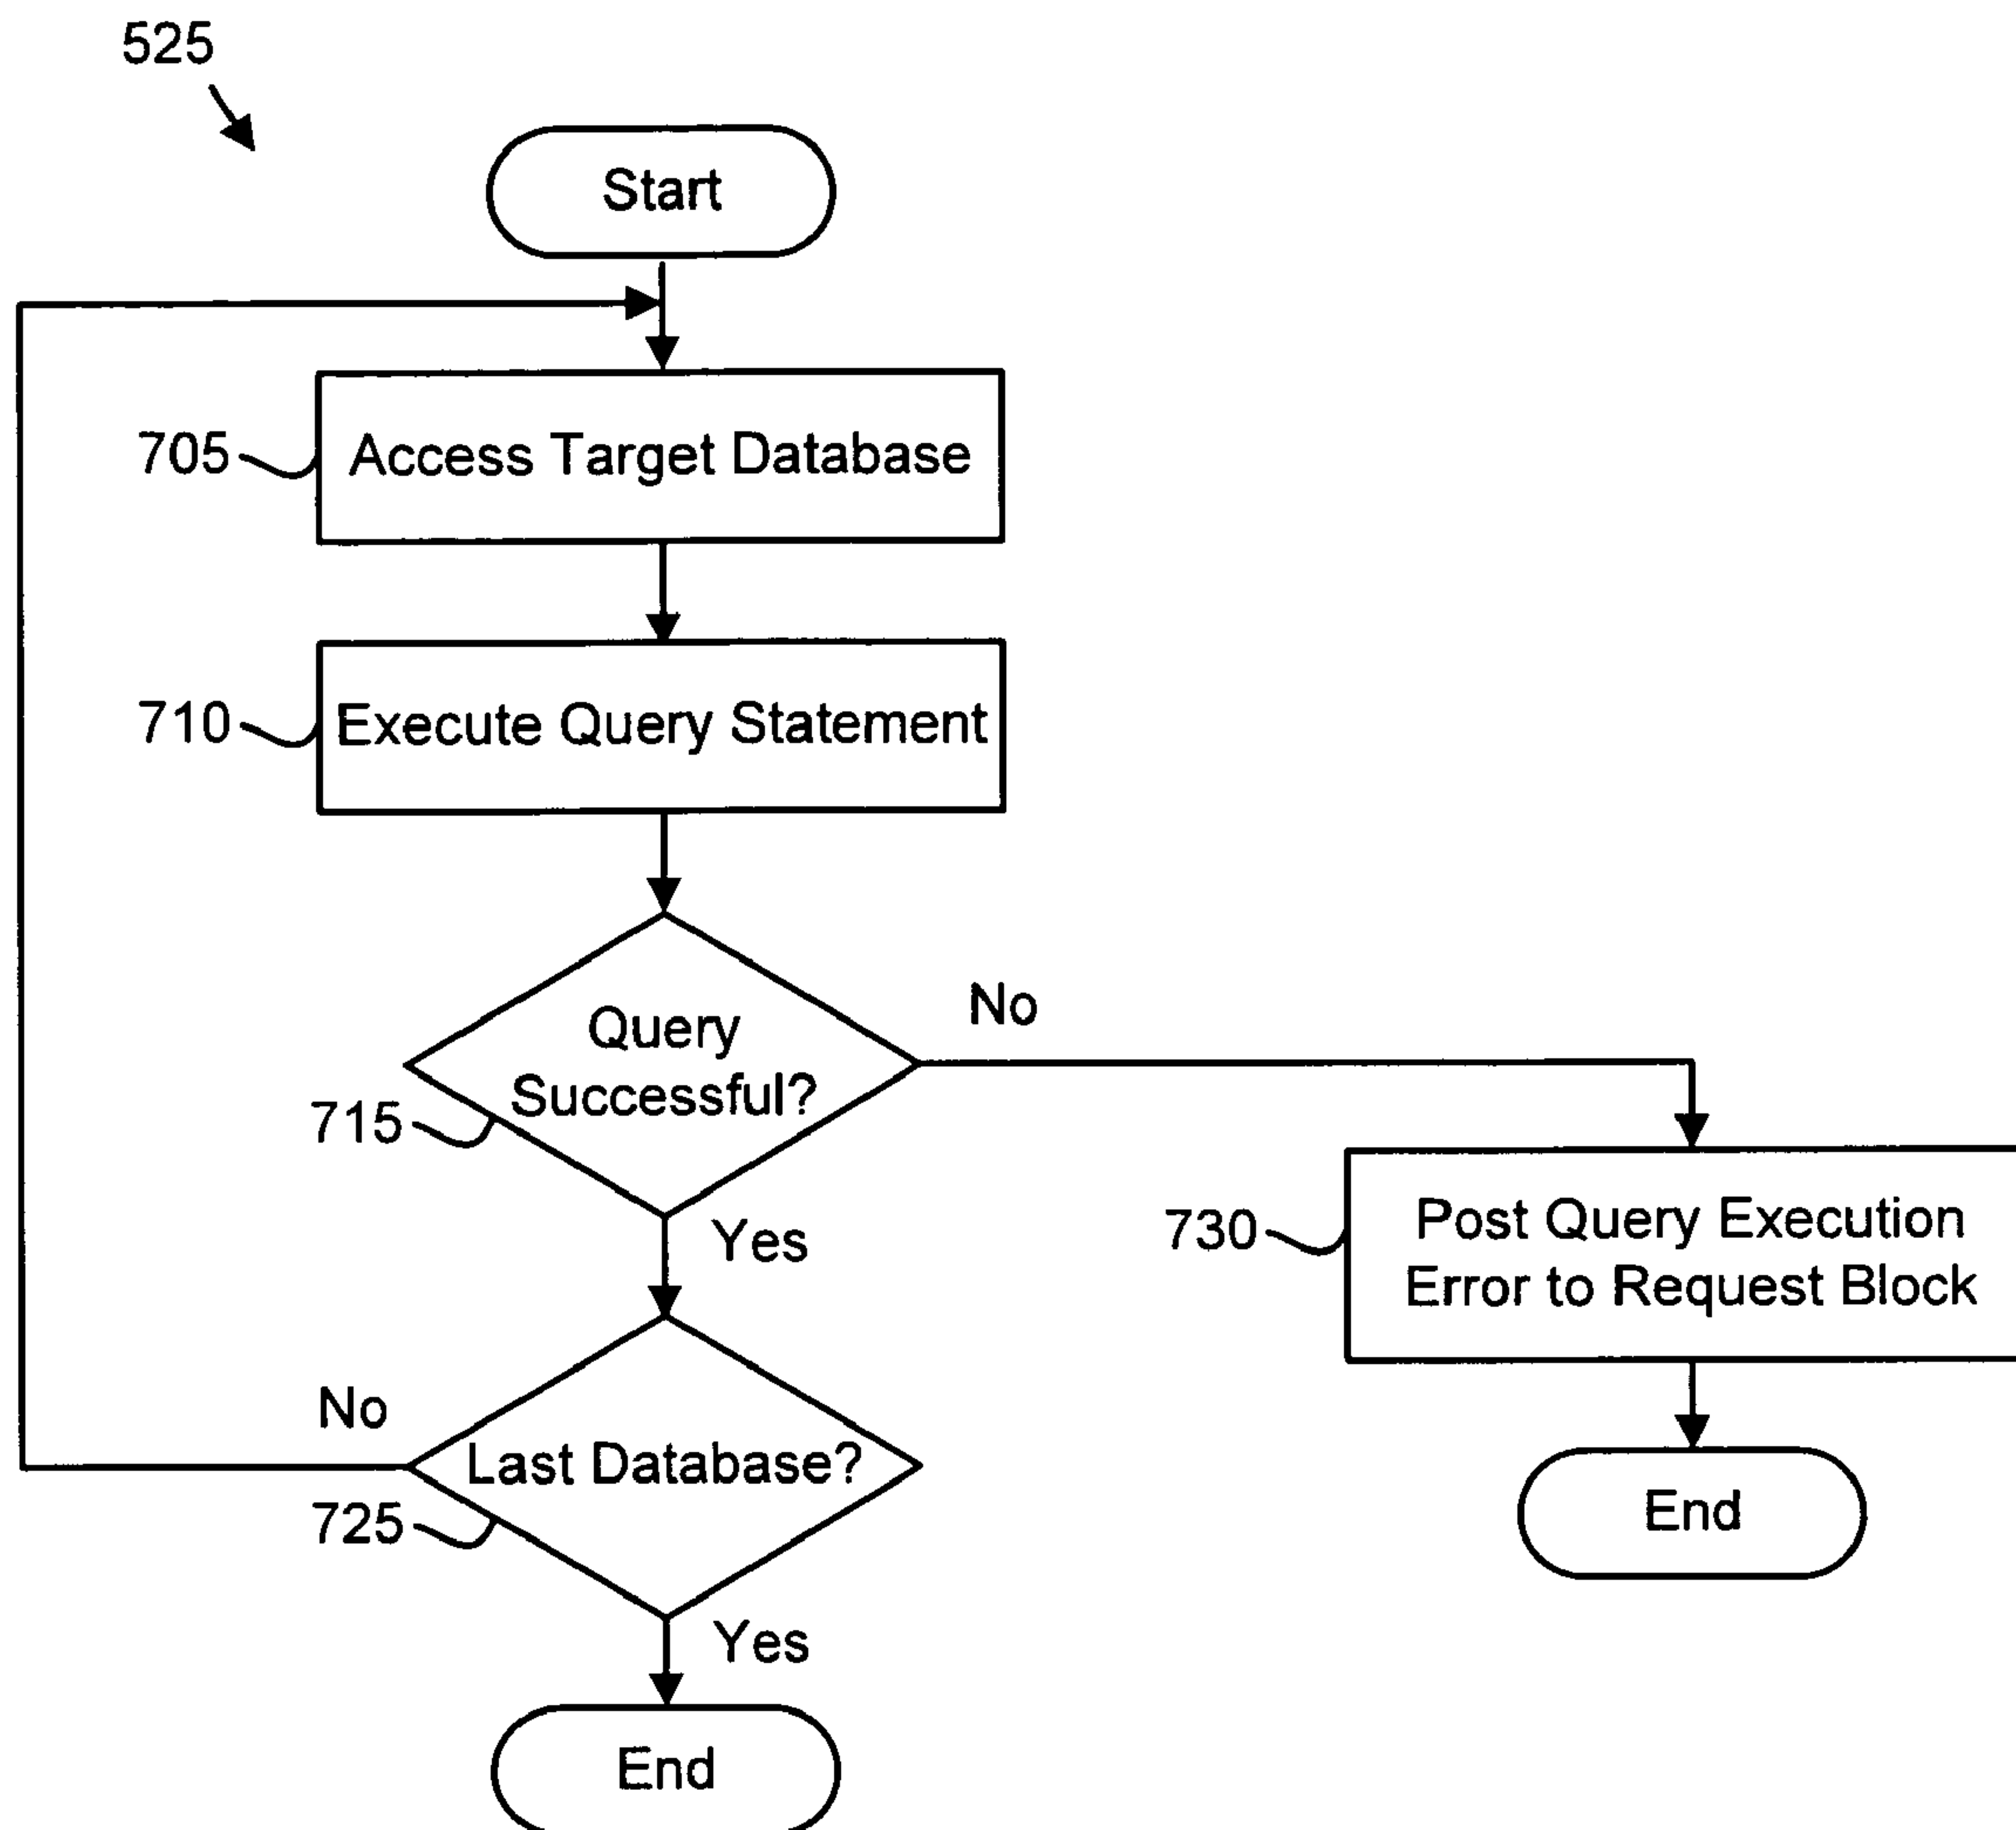 525
Start
705
Access Target Database
710
Execute Query Statement
Query
Successful?
715
No
Yes
730
Post Query Execution
Error to Request Block
No
Last Database?
725
Yes
End
End